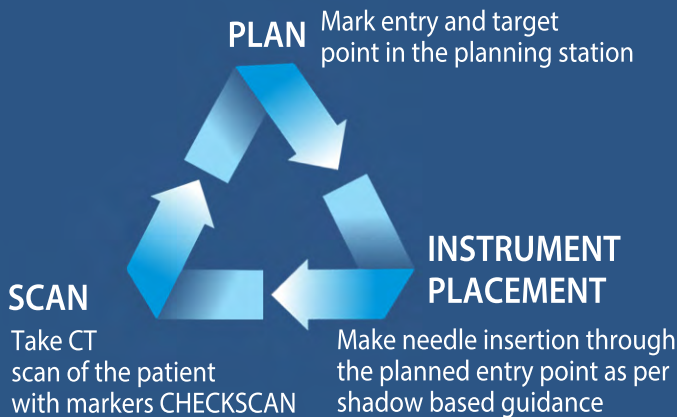 PLAN
Mark entry and target
point in the planning station
INSTRUMENT
PLACEMENT
Make needle insertion through
the planned entry point as per
shadow based guidance
SCAN
Take CT
scan of the patient
with markers CHECKSCAN